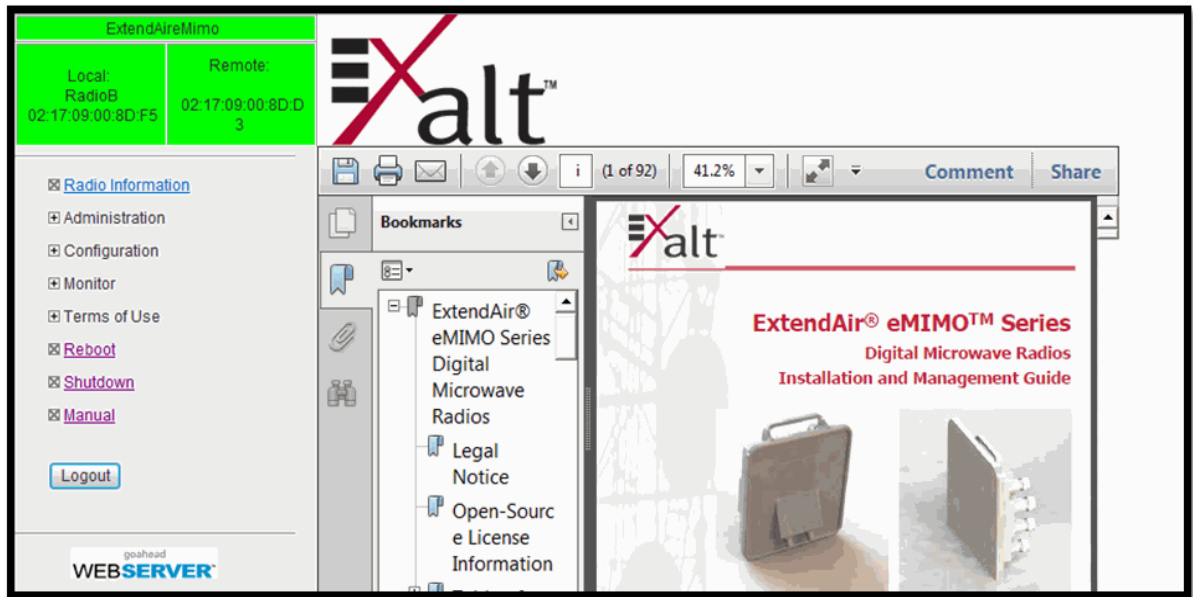 ExtendAireMimo
Local:
RadioB
02:17:09:00:8D:F5
Remote:
02:17:09:00:8D:D
3
Radio Information
Administration
Configuration
Monitor
Terms of Use
Reboot
Shutdown
Manual
Logout
goahead
WEBSERVER™
EXalt™
i (1 of 92) 41.2% Comment Share
Bookmarks
ExtendAir®
eMIMO Series
Digital
Microwave
Radios
Legal
Notice
Open-Sourc
e License
Information
EXalt™
ExtendAir® eMIMO™ Series
Digital Microwave Radios
Installation and Management Guide